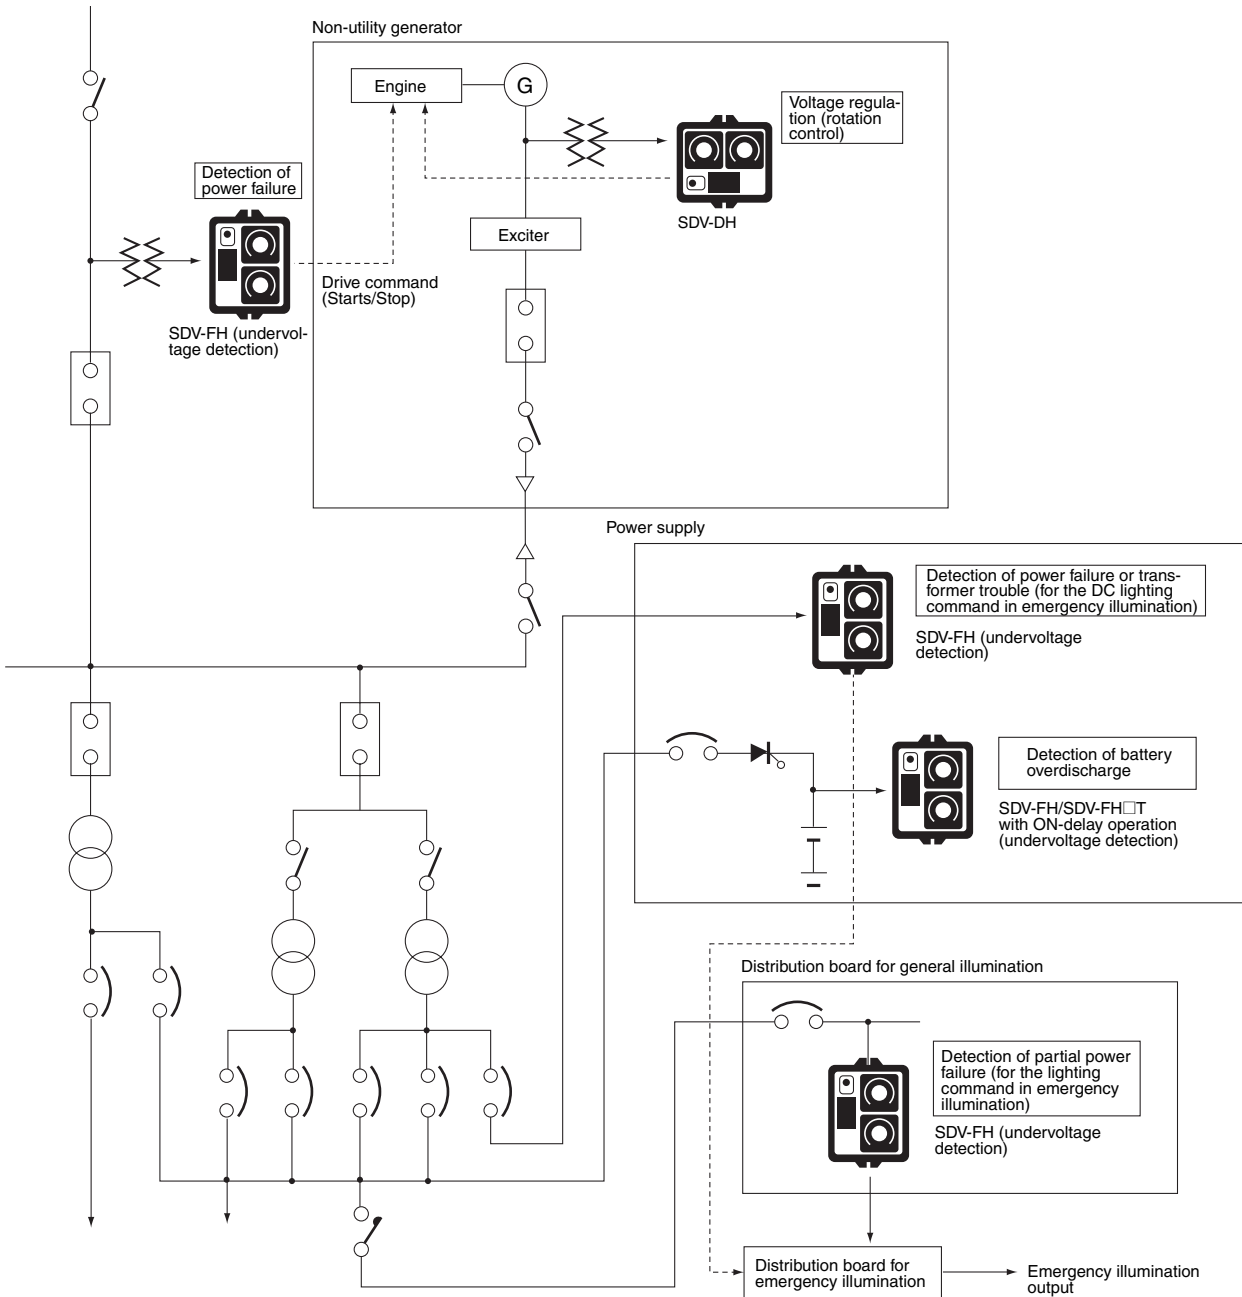 Non-utility generator
Engine
G
Voltage regula-
tion (rotation
control)
Detection of
power failure
SDV-DH
Exciter
Drive command
(Starts/Stop)
SDV-FH (undervol-
tage detection)
Power supply
Detection of power failure or trans-
former trouble (for the DC lighting
command in emergency illumination)
SDV-FH (undervoltage
detection)
Detection of battery
overdischarge
SDV-FH/SDV-FH□T
with ON-delay operation
(undervoltage detection)
Distribution board for general illumination
Detection of partial power
failure (for the lighting
command in emergency
illumination)
SDV-FH (undervoltage
detection)
Distribution board for
emergency illumination
Emergency illumination
output